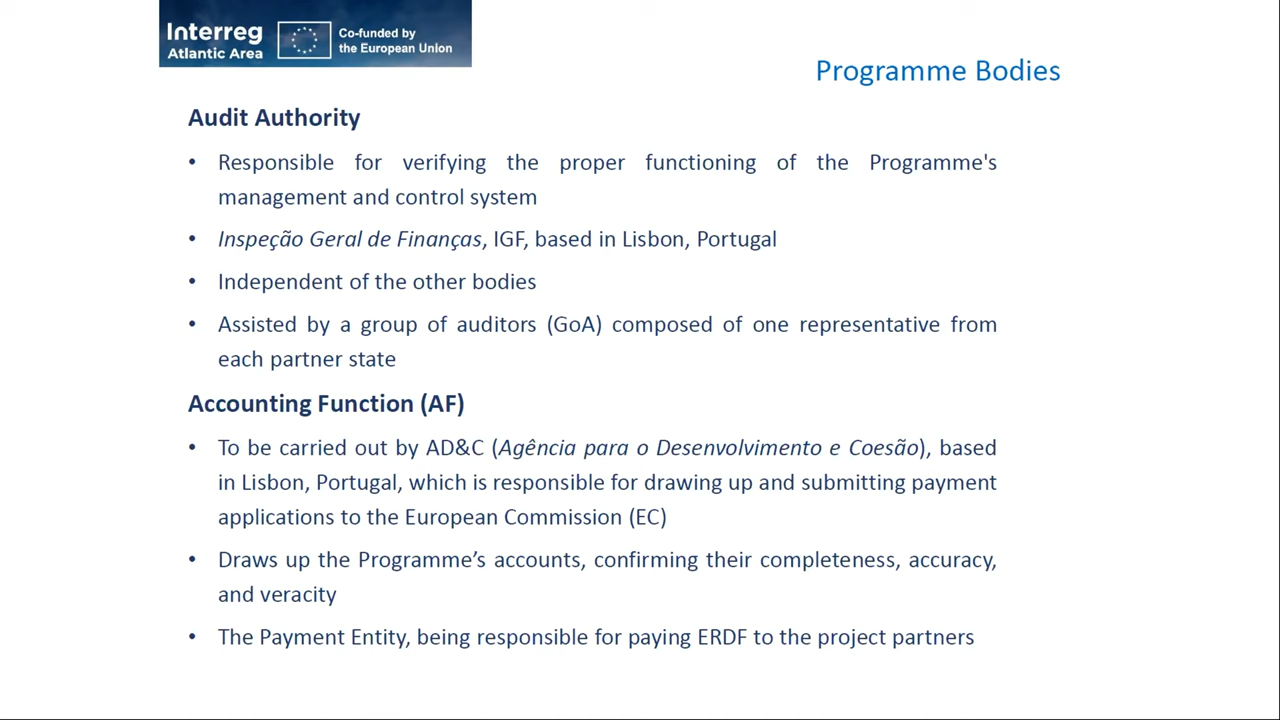 Interreg
Atlantic Area
Co-funded by
the European Union
Programme Bodies
Audit Authority
• Responsible for verifying the proper functioning of the Programme's
management and control system
• Inspeção Geral de Finanças, IGF, based in Lisbon, Portugal
• Independent of the other bodies
• Assisted by a group of auditors (GoA) composed of one representative from
each partner state
Accounting Function (AF)
• To be carried out by AD&C (Agência para o Desenvolvimento e Coesão), based
in Lisbon, Portugal, which is responsible for drawing up and submitting payment
applications to the European Commission (EC)
• Draws up the Programme’s accounts, confirming their completeness, accuracy,
and veracity
• The Payment Entity, being responsible for paying ERDF to the project partners